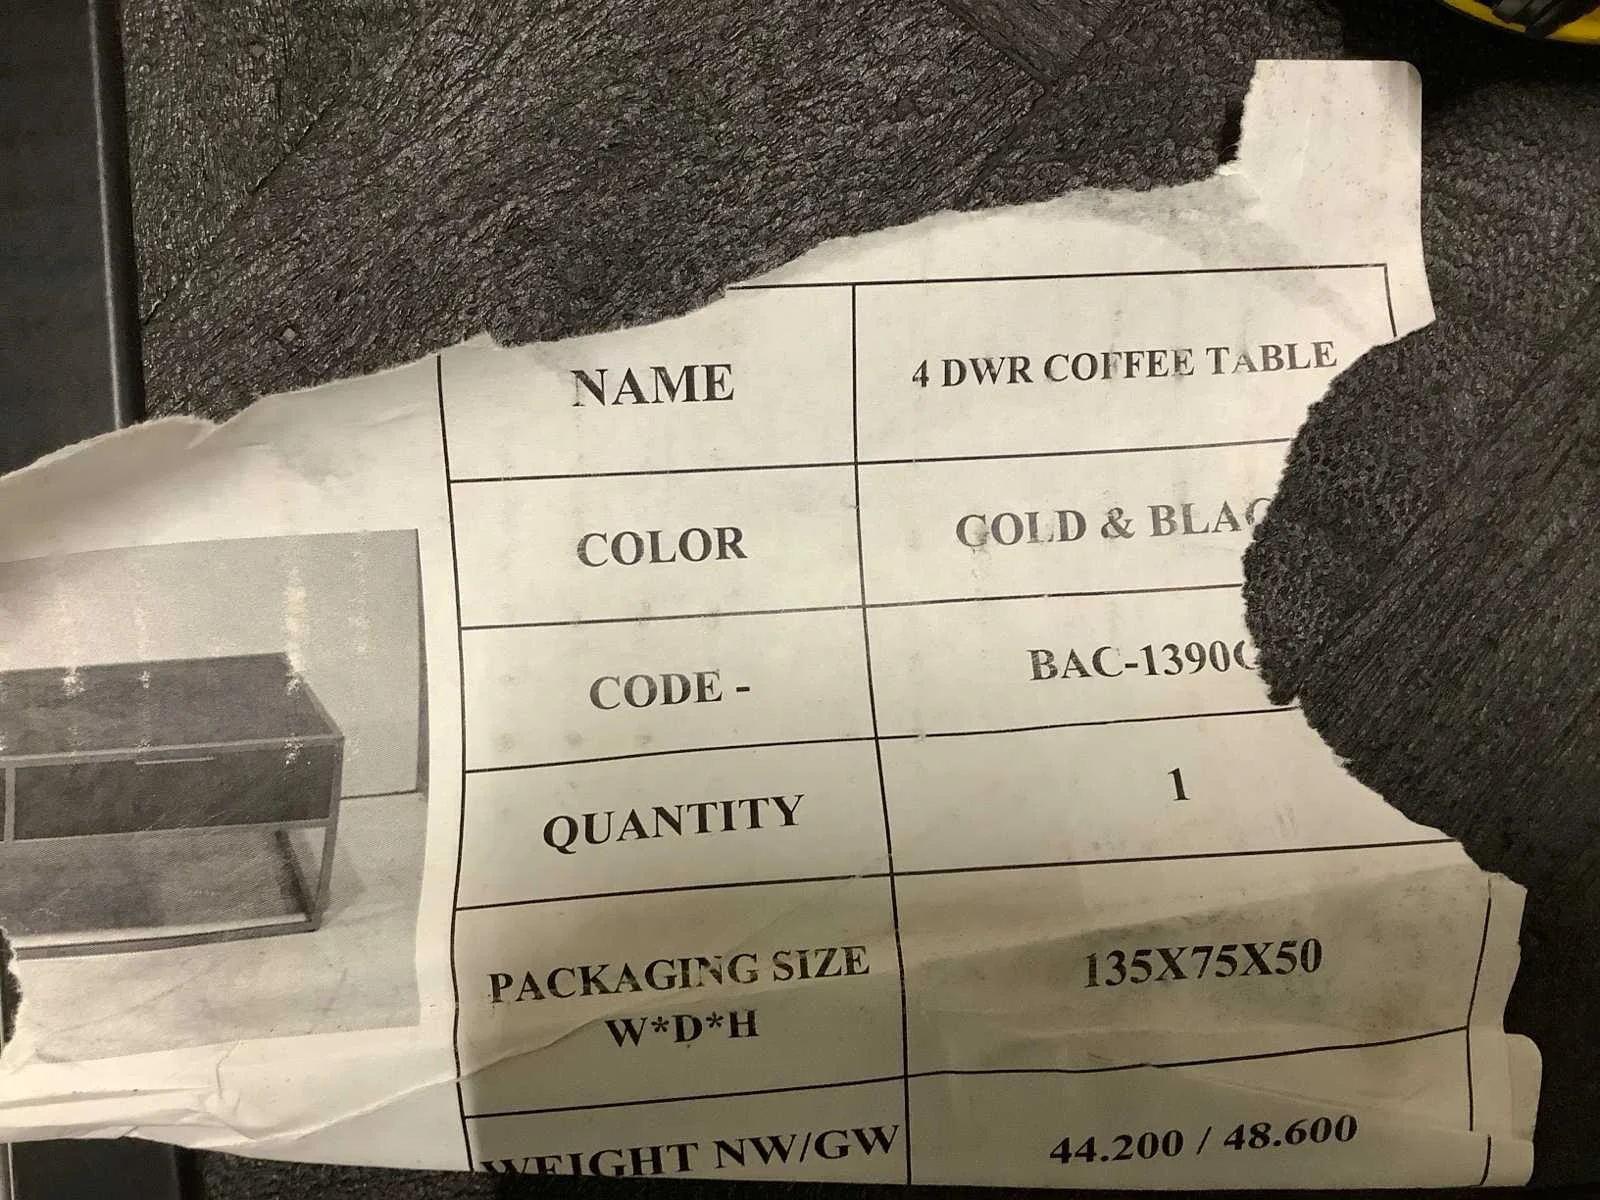 NAME 4 DWR COFFEE TABLE
COLOR GOLD & BLAC
CODE - BAC-1390
QUANTITY 1
PACKAGING SIZE 135X75X50
W*D*H
WEIGHT NW/GW 44.200 / 48.600